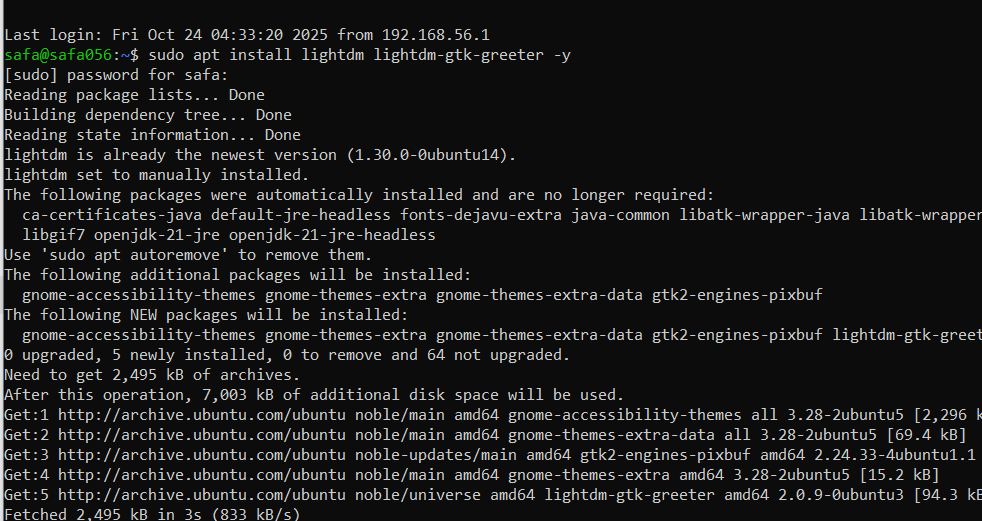 Last login: Fri Oct 24 04:33:20 2025 from 192.168.56.1
safa@safa056:~$ sudo apt install lightdm lightdm-gtk-greeter -y
[sudo] password for safa:
Reading package lists... Done
Building dependency tree... Done
Reading state information... Done
lightdm is already the newest version (1.30.0-0ubuntu14).
lightdm set to manually installed.
The following packages were automatically installed and are no longer required:
  ca-certificates-java default-jre-headless fonts-dejavu-extra java-common libatk-wrapper-java libatk-wrapper
  libgif7 openjdk-21-jre openjdk-21-jre-headless
Use 'sudo apt autoremove' to remove them.
The following additional packages will be installed:
  gnome-accessibility-themes gnome-themes-extra gnome-themes-extra-data gtk2-engines-pixbuf
The following NEW packages will be installed:
  gnome-accessibility-themes gnome-themes-extra gnome-themes-extra-data gtk2-engines-pixbuf lightdm-gtk-greet
0 upgraded, 5 newly installed, 0 to remove and 64 not upgraded.
Need to get 2,495 kB of archives.
After this operation, 7,003 kB of additional disk space will be used.
Get:1 http://archive.ubuntu.com/ubuntu noble/main amd64 gnome-accessibility-themes all 3.28-2ubuntu5 [2,296 k
Get:2 http://archive.ubuntu.com/ubuntu noble/main amd64 gnome-themes-extra-data all 3.28-2ubuntu5 [69.4 kB]
Get:3 http://archive.ubuntu.com/ubuntu noble-updates/main amd64 gtk2-engines-pixbuf amd64 2.24.33-4ubuntu1.1
Get:4 http://archive.ubuntu.com/ubuntu noble/main amd64 gnome-themes-extra amd64 3.28-2ubuntu5 [15.2 kB]
Get:5 http://archive.ubuntu.com/ubuntu noble/universe amd64 lightdm-gtk-greeter amd64 2.0.9-0ubuntu3 [94.3 kB
Fetched 2,495 kB in 3s (833 kB/s)